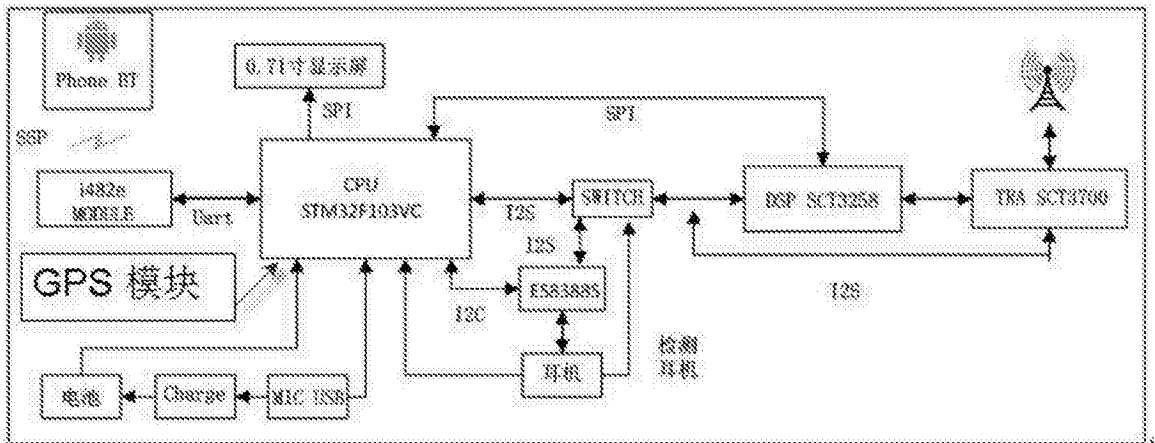 Phone BT
0.71寸显示屏
SPI
SPI
SSP
i482e
MODULE
Uart
CPU
STM32F103VC
I2S
SWITCH
DSP SCT3258
TRA SCT3700
I2S
GPS 模块
I2C
ES8388S
I2S
检测
耳机
电池
Charge
MIC USB
耳机